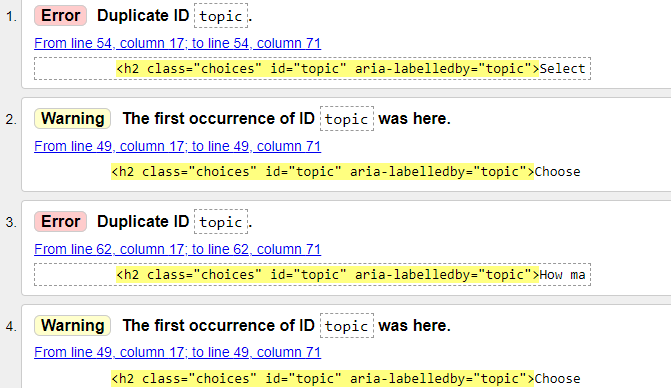 1. Error Duplicate ID topic.
From line 54, column 17; to line 54, column 71
<h2 class="choices" id="topic" aria-labelledby="topic">Select
2. Warning The first occurrence of ID topic was here.
From line 49, column 17; to line 49, column 71
<h2 class="choices" id="topic" aria-labelledby="topic">Choose
3. Error Duplicate ID topic.
From line 62, column 17; to line 62, column 71
<h2 class="choices" id="topic" aria-labelledby="topic">How ma
4. Warning The first occurrence of ID topic was here.
From line 49, column 17; to line 49, column 71
<h2 class="choices" id="topic" aria-labelledby="topic">Choose